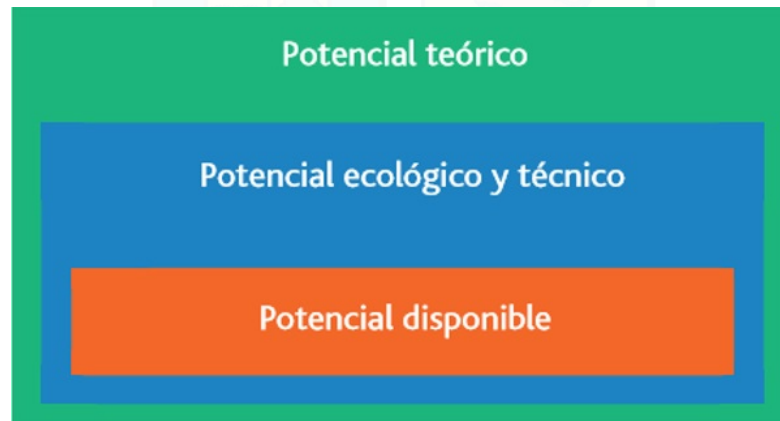 Potencial teórico
Potencial ecológico y técnico
Potencial disponible